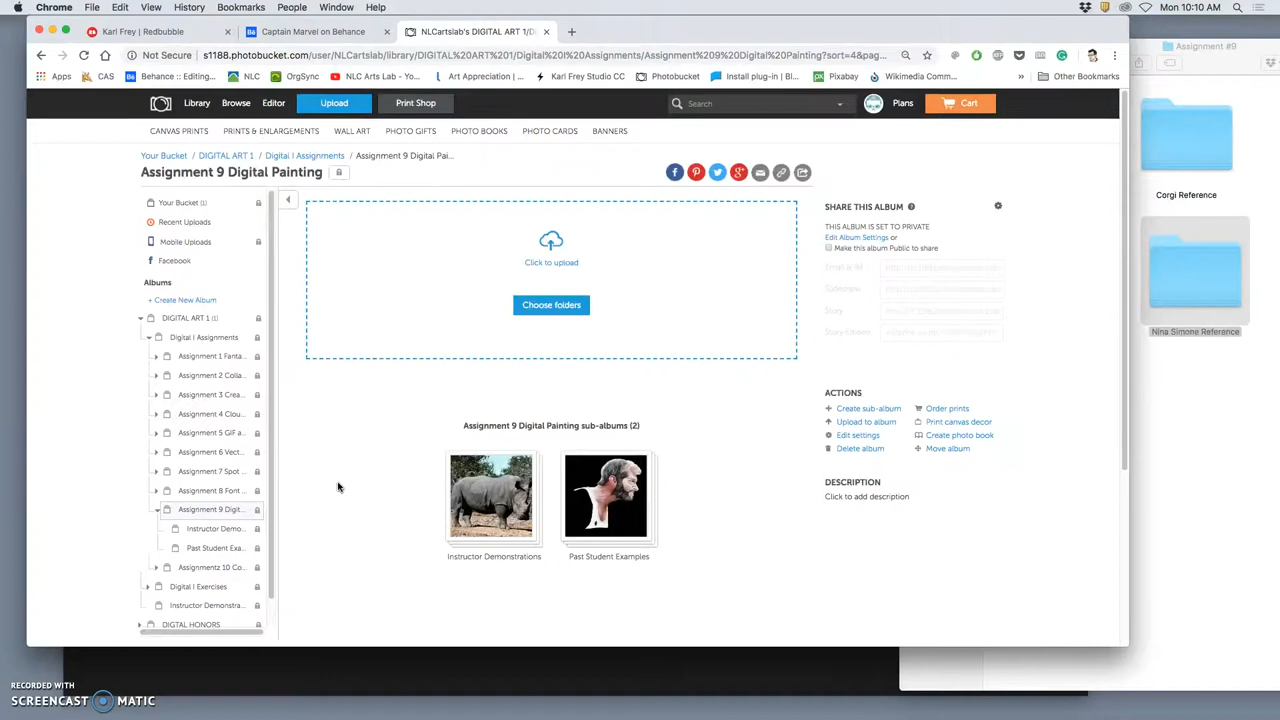 Chrome File Edit View History Bookmarks People Window Help Mon 10:10 AM
Karl Frey | Redbubble × Captain Marvel on Behance × NLCartslab's DIGITAL ART 1/Di × +
Not Secure | s1188.photobucket.com/user/NLCartslab/library/DIGITAL%20ART%201/Digital%20I%20Assignments/Assignment%209%20Digital%20Painting?sort=4&pag...
Apps CAS Behance :: Editing... NLC OrgSync NLC Arts Lab - Yo... Art Appreciation |... Karl Frey Studio CC Photobucket Install plug-in | Bl... Pixabay Wikimedia Comm... » Other Bookmarks
Library Browse Editor Upload Print Shop Search Plans Cart
CANVAS PRINTS PRINTS & ENLARGEMENTS WALL ART PHOTO GIFTS PHOTO BOOKS PHOTO CARDS BANNERS
Your Bucket / DIGITAL ART 1 / Digital I Assignments / Assignment 9 Digital Pai...
Assignment 9 Digital Painting
Your Bucket (1)
Recent Uploads
Mobile Uploads
Facebook
Albums
+ Create New Album
DIGITAL ART 1 (1)
Digital I Assignments
Assignment 1 Fanta...
Assignment 2 Colla...
Assignment 3 Crea...
Assignment 4 Clou...
Assignment 5 GIF a...
Assignment 6 Vect...
Assignment 7 Spot ...
Assignment 8 Font ...
Assignment 9 Digit...
Instructor Demo...
Past Student Exa...
Assignmentz 10 Co...
Digital I Exercises
Instructor Demonstra...
DIGTAL HONORS
Click to upload
Choose folders
Assignment 9 Digital Painting sub-albums (2)
Instructor Demonstrations
Past Student Examples
SHARE THIS ALBUM
THIS ALBUM IS SET TO PRIVATE
Edit Album Settings or
Make this album Public to share
Email & IM
Slideshow
Story
ACTIONS
+ Create sub-album Order prints
Upload to album Print canvas decor
Edit settings Create photo book
Delete album Move album
DESCRIPTION
Click to add description
Assignment #9
Corgi Reference
Nina Simone Reference
RECORDED WITH
SCREENCAST MATIC